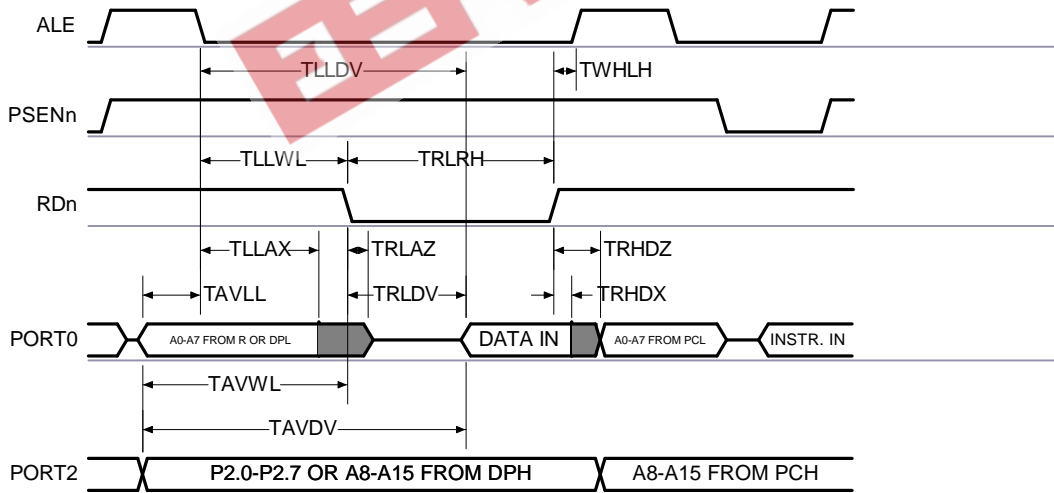 ALE
TLLDV
TWHLH
PSENn
TLLWL
TRLRH
RDn
TLLAX
TRLAZ
TRHDZ
TAVLL
TRLDV
TRHDX
PORT0
A0-A7 FROM R OR DPL
DATA IN
A0-A7 FROM PCL
INSTR. IN
TAVWL
TAVDV
PORT2
P2.0-P2.7 OR A8-A15 FROM DPH
A8-A15 FROM PCH